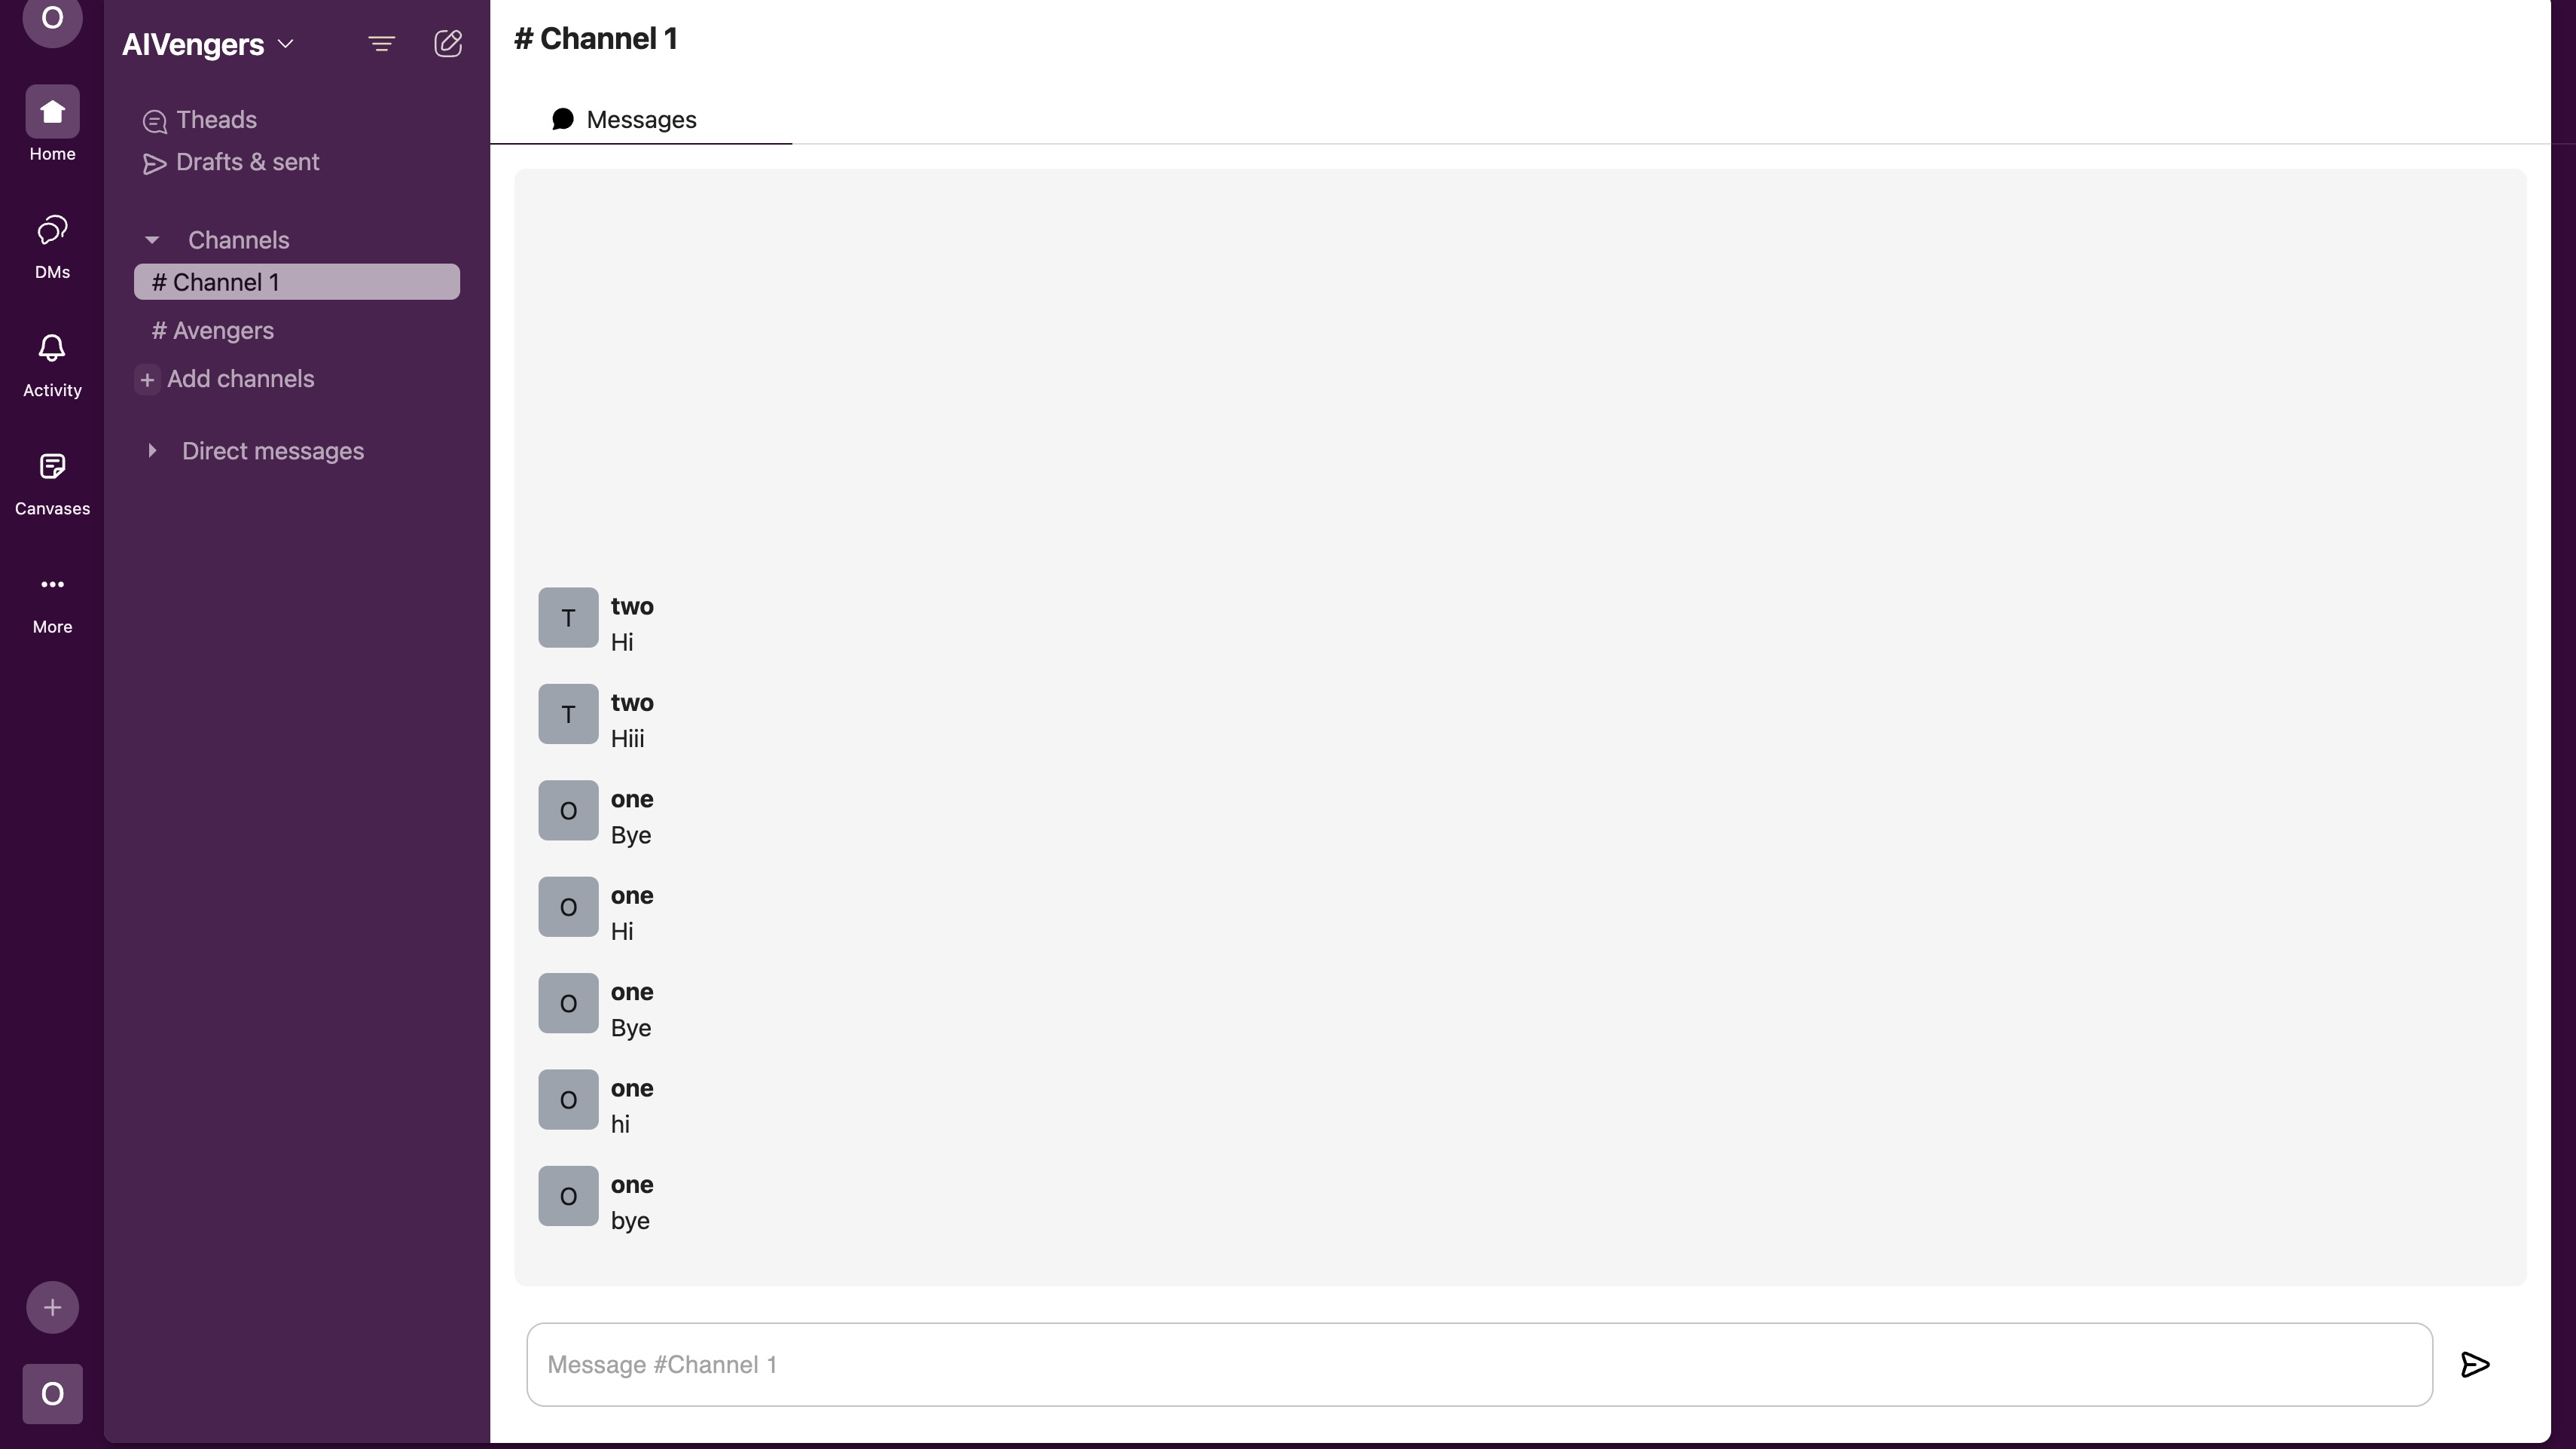 O
Home
DMs
Activity
Canvases
More
+
O
AIVengers
Theads
Drafts & sent
Channels
# Channel 1
# Avengers
+ Add channels
Direct messages
# Channel 1
Messages
T
two
Hi
T
two
Hiii
O
one
Bye
O
one
Hi
O
one
Bye
O
one
hi
O
one
bye
Message #Channel 1